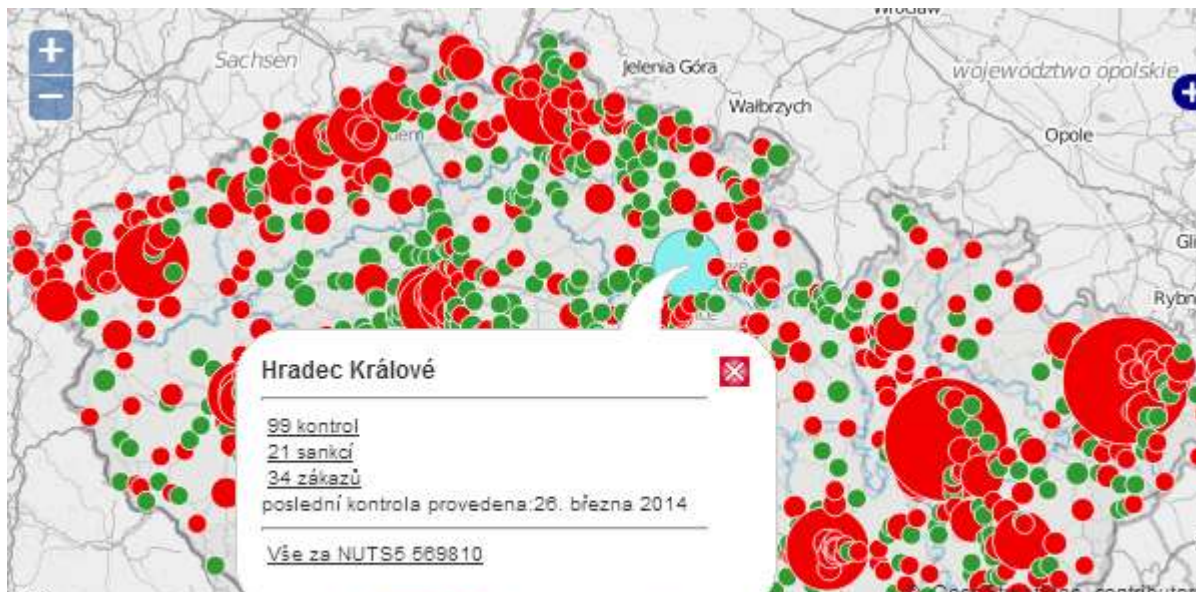 Wrocław
Sachsen
Jelenia Góra
województwo opolskie
Wałbrzych
Opole
Hradec Králové
99 kontrol
21 sankcí
34 zákazů
poslední kontrola provedena:26. března 2014
Vše za NUTS5 569810